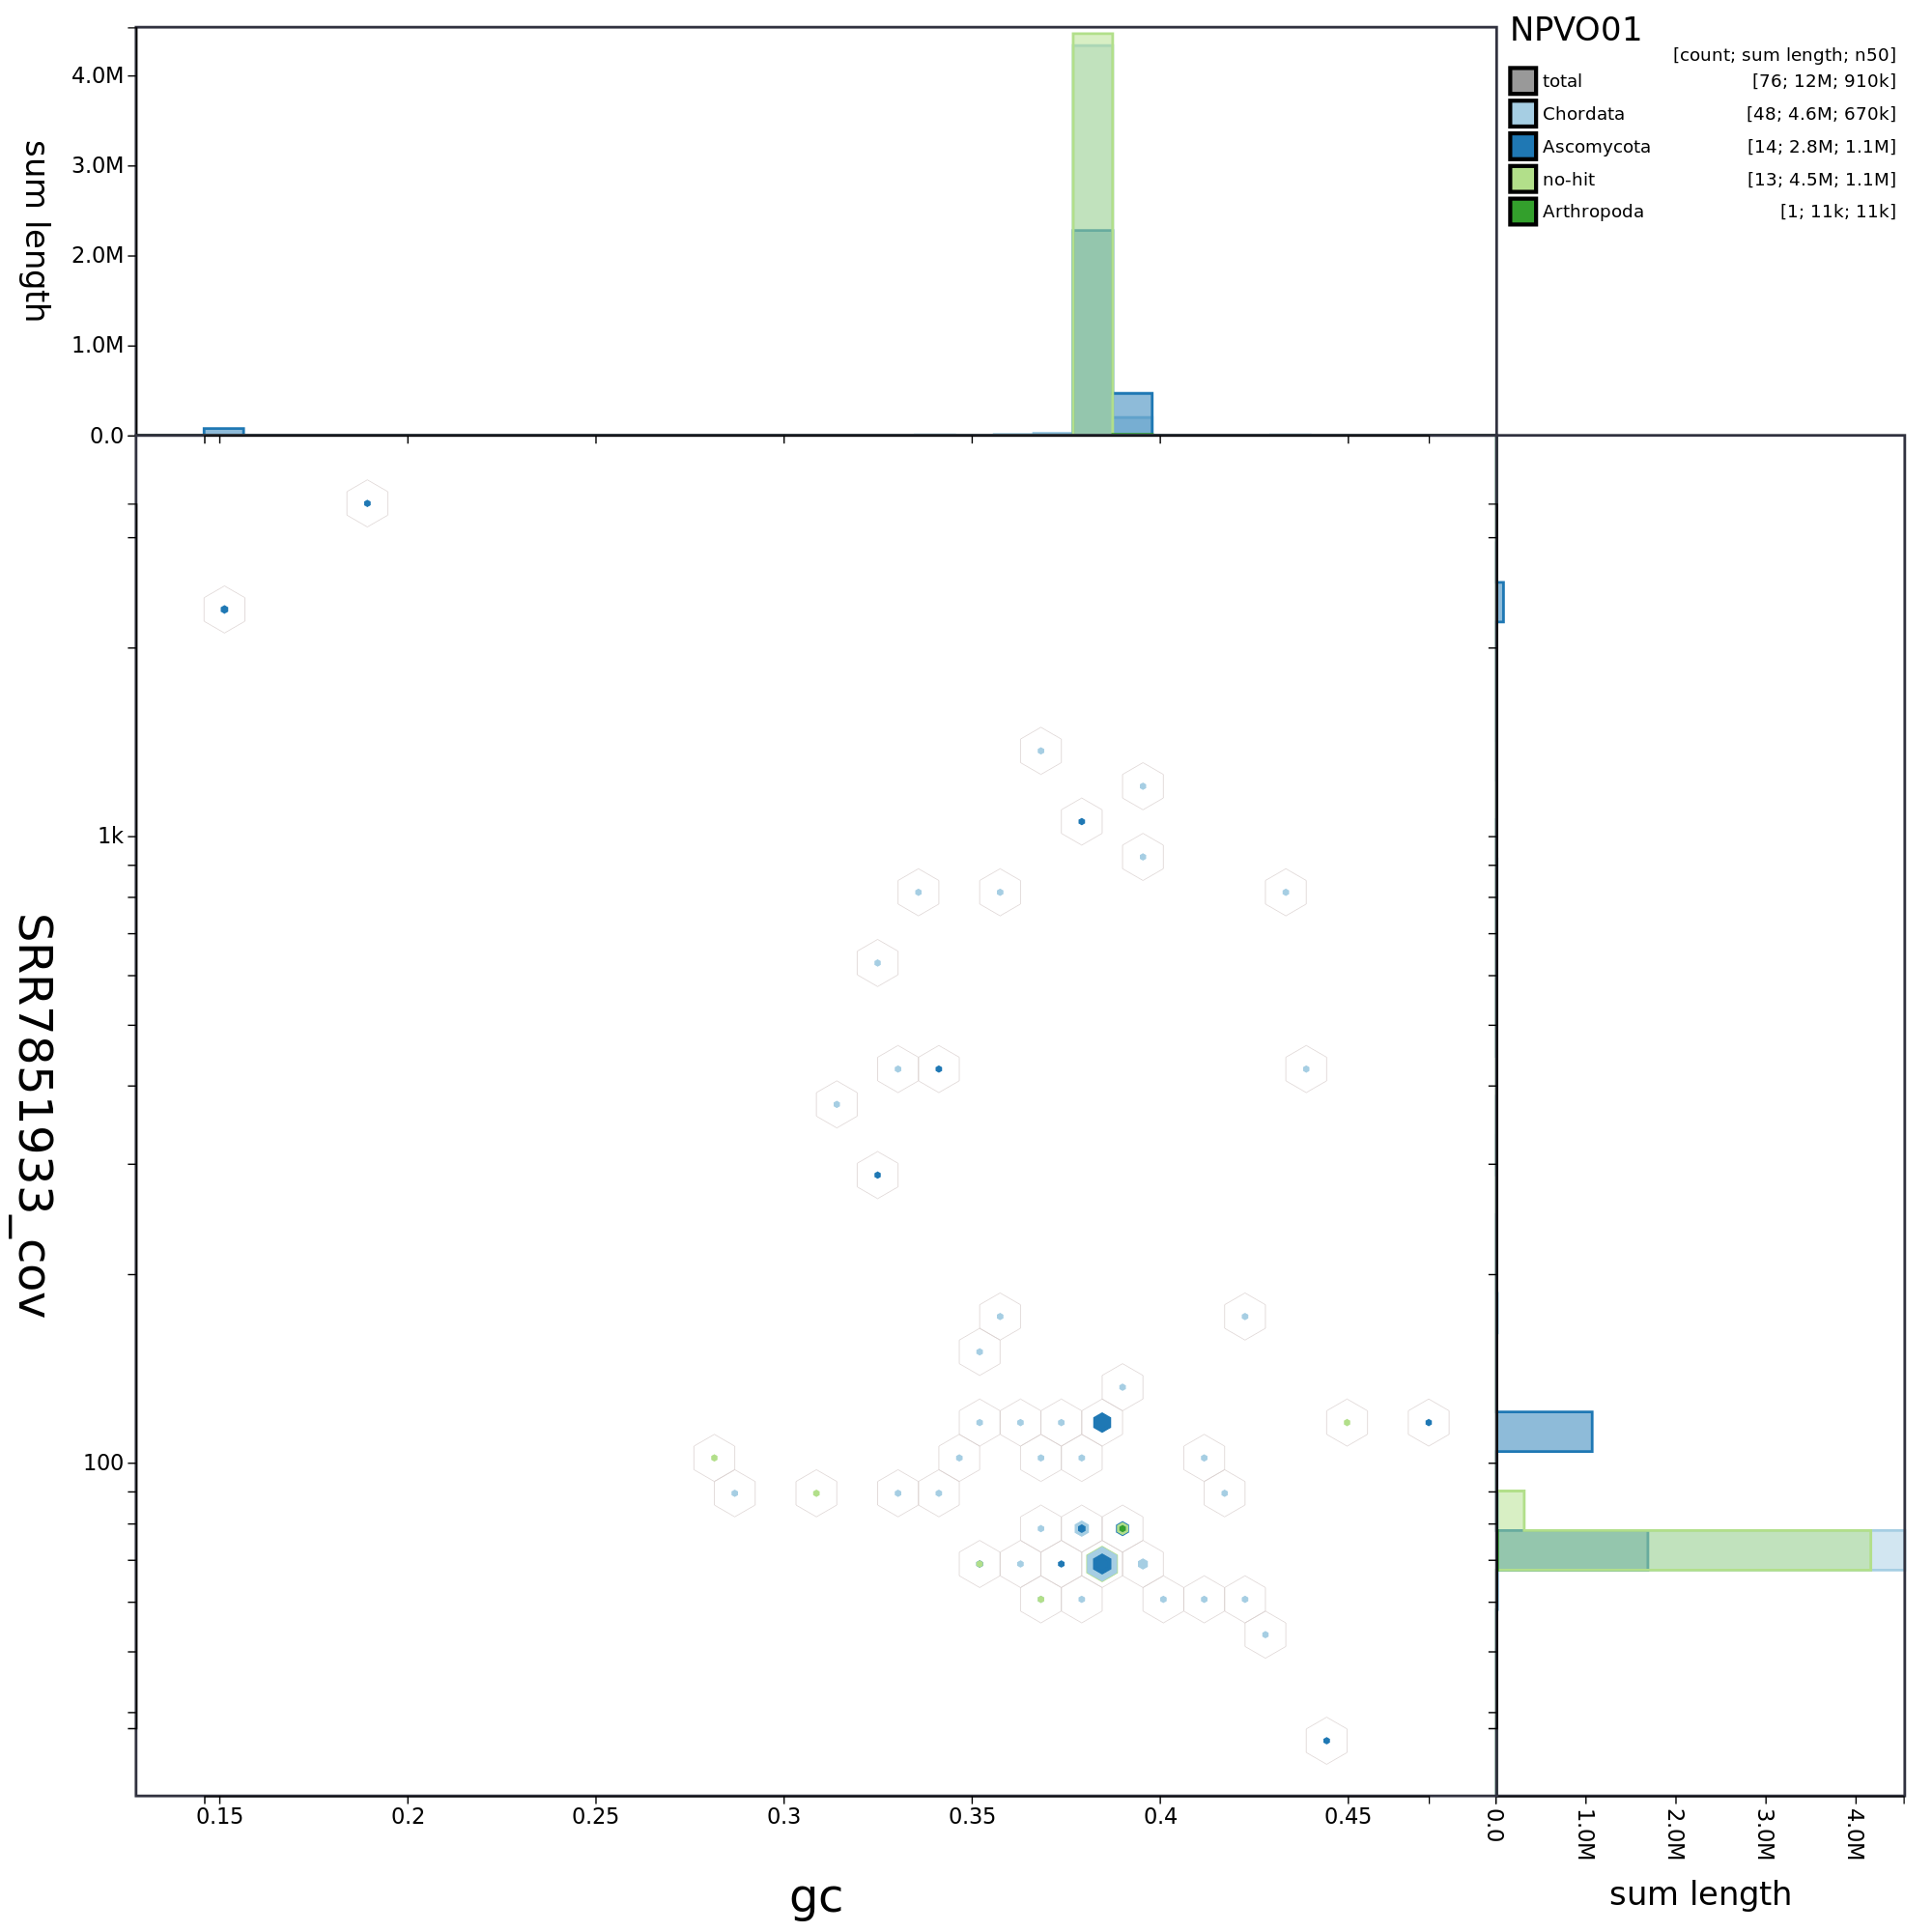 NPVO01
[count; sum length; n50]
total [76; 12M; 910k]
Chordata [48; 4.6M; 670k]
Ascomycota [14; 2.8M; 1.1M]
no-hit [13; 4.5M; 1.1M]
Arthropoda [1; 11k; 11k]
sum length
4.0M
3.0M
2.0M
1.0M
0.0
SRR7851933_cov
1k
100
0.15 0.2 0.25 0.3 0.35 0.4 0.45
gc
0.0 1.0M 2.0M 3.0M 4.0M
sum length